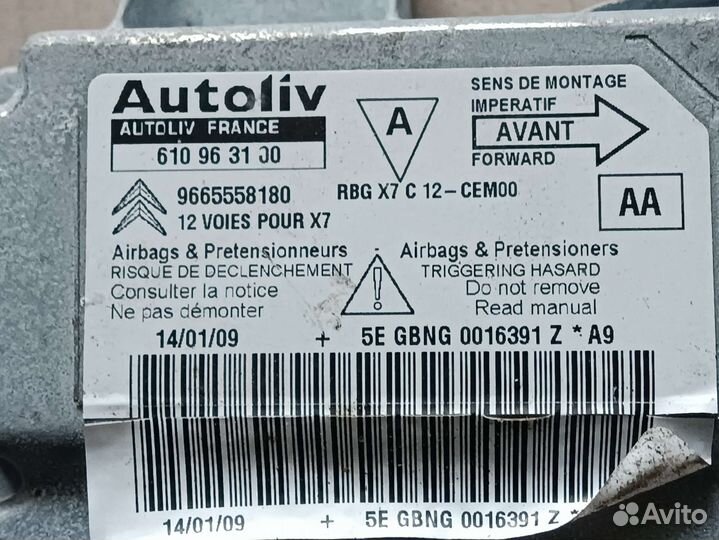 Autoliv
AUTOLIV FRANCE
610 96 31 00
A
SENS DE MONTAGE
IMPERATIF
AVANT
FORWARD
9665558180
12 VOIES POUR X7
RBG X7 C 12-CEM00
AA
Airbags & Pretensionneurs
RISQUE DE DECLENCHEMENT
Consulter la notice
Ne pas démonter
!
Airbags & Pretensioners
TRIGGERING HASARD
Do not remove
Read manual
14/01/09 + 5E GBNG 0016391 Z * A9
14/01/09 + 5E GBNG 0016391 Z *
Avito